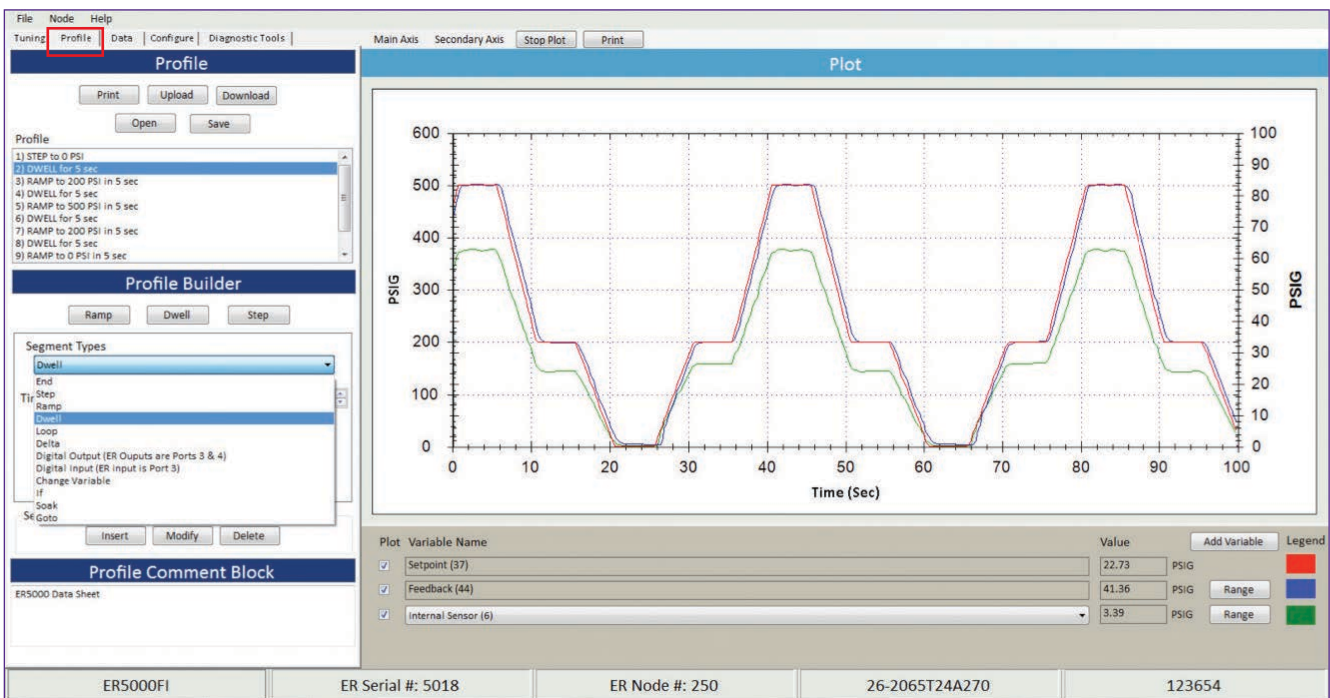 File Node Help
Tuning Profile Data Configure Diagnostic Tools
Main Axis Secondary Axis Stop Plot Print
Profile
Print Upload Download
Open Save
Profile
1) STEP to 0 PSI
2) DWELL for 5 sec
3) RAMP to 200 PSI in 5 sec
4) DWELL for 5 sec
5) RAMP to 500 PSI in 5 sec
6) DWELL for 5 sec
7) RAMP to 200 PSI in 5 sec
8) DWELL for 5 sec
9) RAMP to 0 PSI in 5 sec
Profile Builder
Ramp Dwell Step
Segment Types
Dwell
End
Step
Ramp
Dwell
Loop
Delta
Digital Output (ER Ouputs are Ports 3 & 4)
Digital Input (ER Input is Port 3)
Change Variable
If
Soak
Goto
Insert Modify Delete
Profile Comment Block
ER5000 Data Sheet
Plot
600
500
400
300
200
100
0
PSIG
100
90
80
70
60
50
40
30
20
10
0
PSIG
0 10 20 30 40 50 60 70 80 90 100
Time (Sec)
Plot Variable Name Value Add Variable Legend
Setpoint (37) 22.73 PSIG
Feedback (44) 41.36 PSIG Range
Internal Sensor (6) 3.39 PSIG Range
ER5000FI ER Serial #: 5018 ER Node #: 250 26-2065T24A270 123654